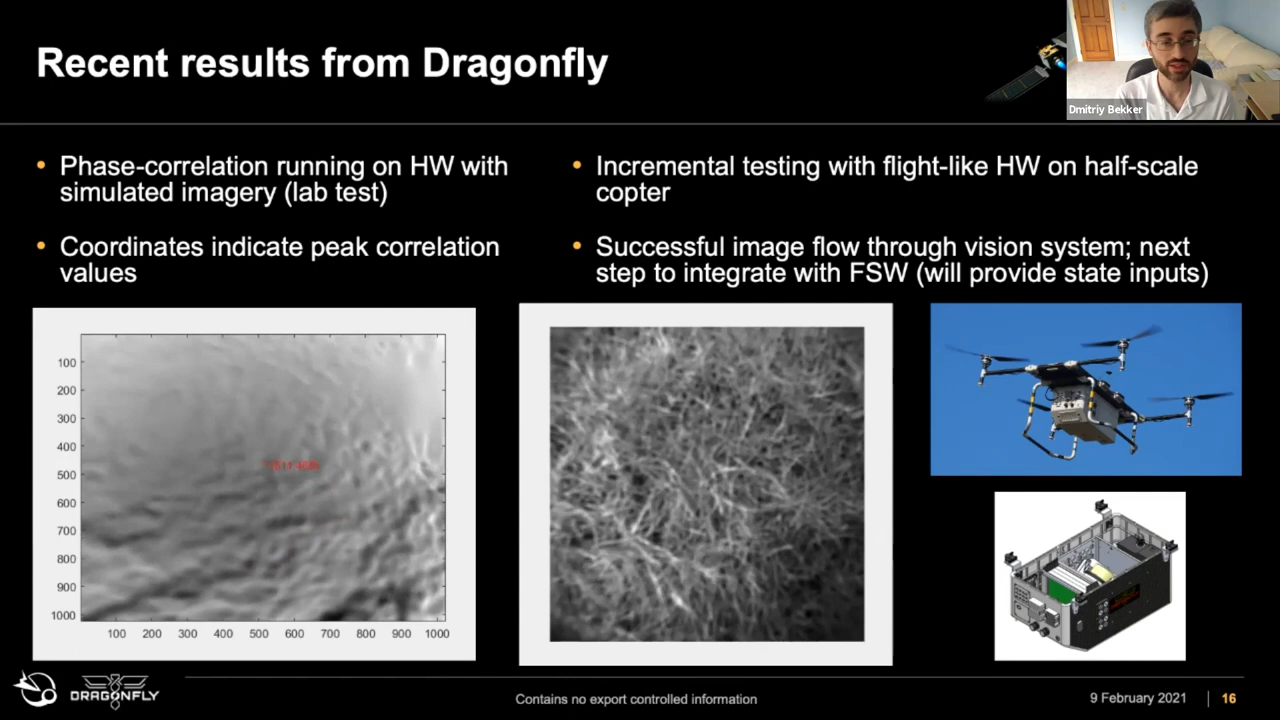 Recent results from Dragonfly
Dmitriy Bekker
• Phase-correlation running on HW with
simulated imagery (lab test)
• Coordinates indicate peak correlation
values
• Incremental testing with flight-like HW on half-scale
copter
• Successful image flow through vision system; next
step to integrate with FSW (will provide state inputs)
100
200
300
400
500
600
700
800
900
1000
100 200 300 400 500 600 700 800 900 1000
DRAGONFLY
Contains no export controlled information
9 February 2021 | 16